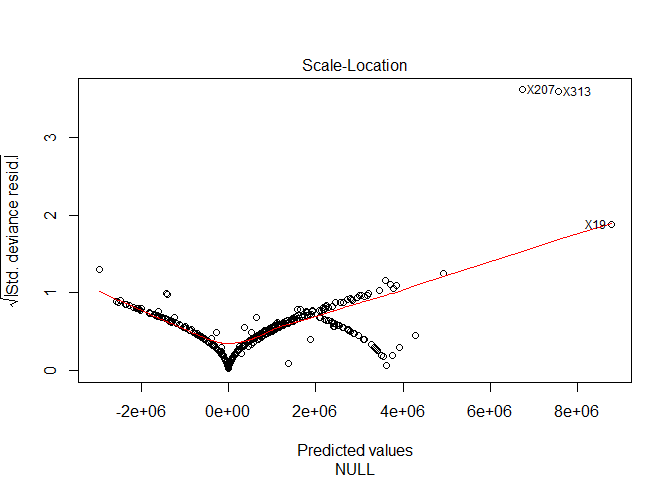 Scale-Location
√|Std. deviance resid.|
3
2
1
0
X207
X313
X19
-2e+06 0e+00 2e+06 4e+06 6e+06 8e+06
Predicted values
NULL